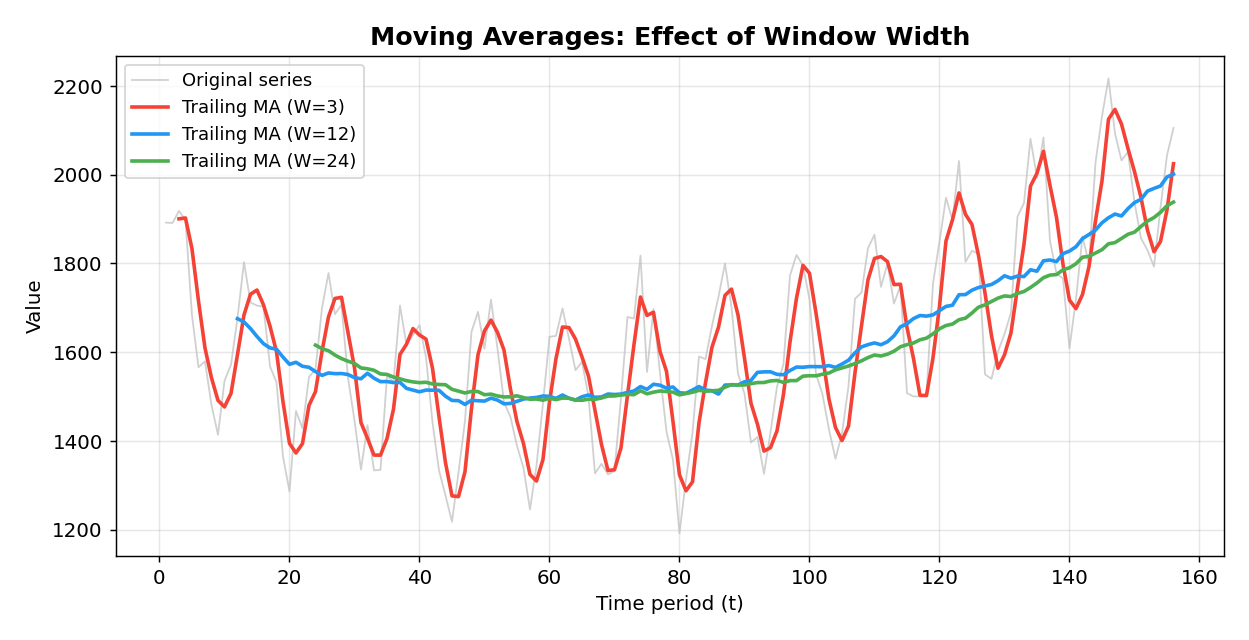 Moving Averages: Effect of Window Width
Original series
Trailing MA (W=3)
Trailing MA (W=12)
Trailing MA (W=24)
Value
2200
2000
1800
1600
1400
1200
0 20 40 60 80 100 120 140 160
Time period (t)